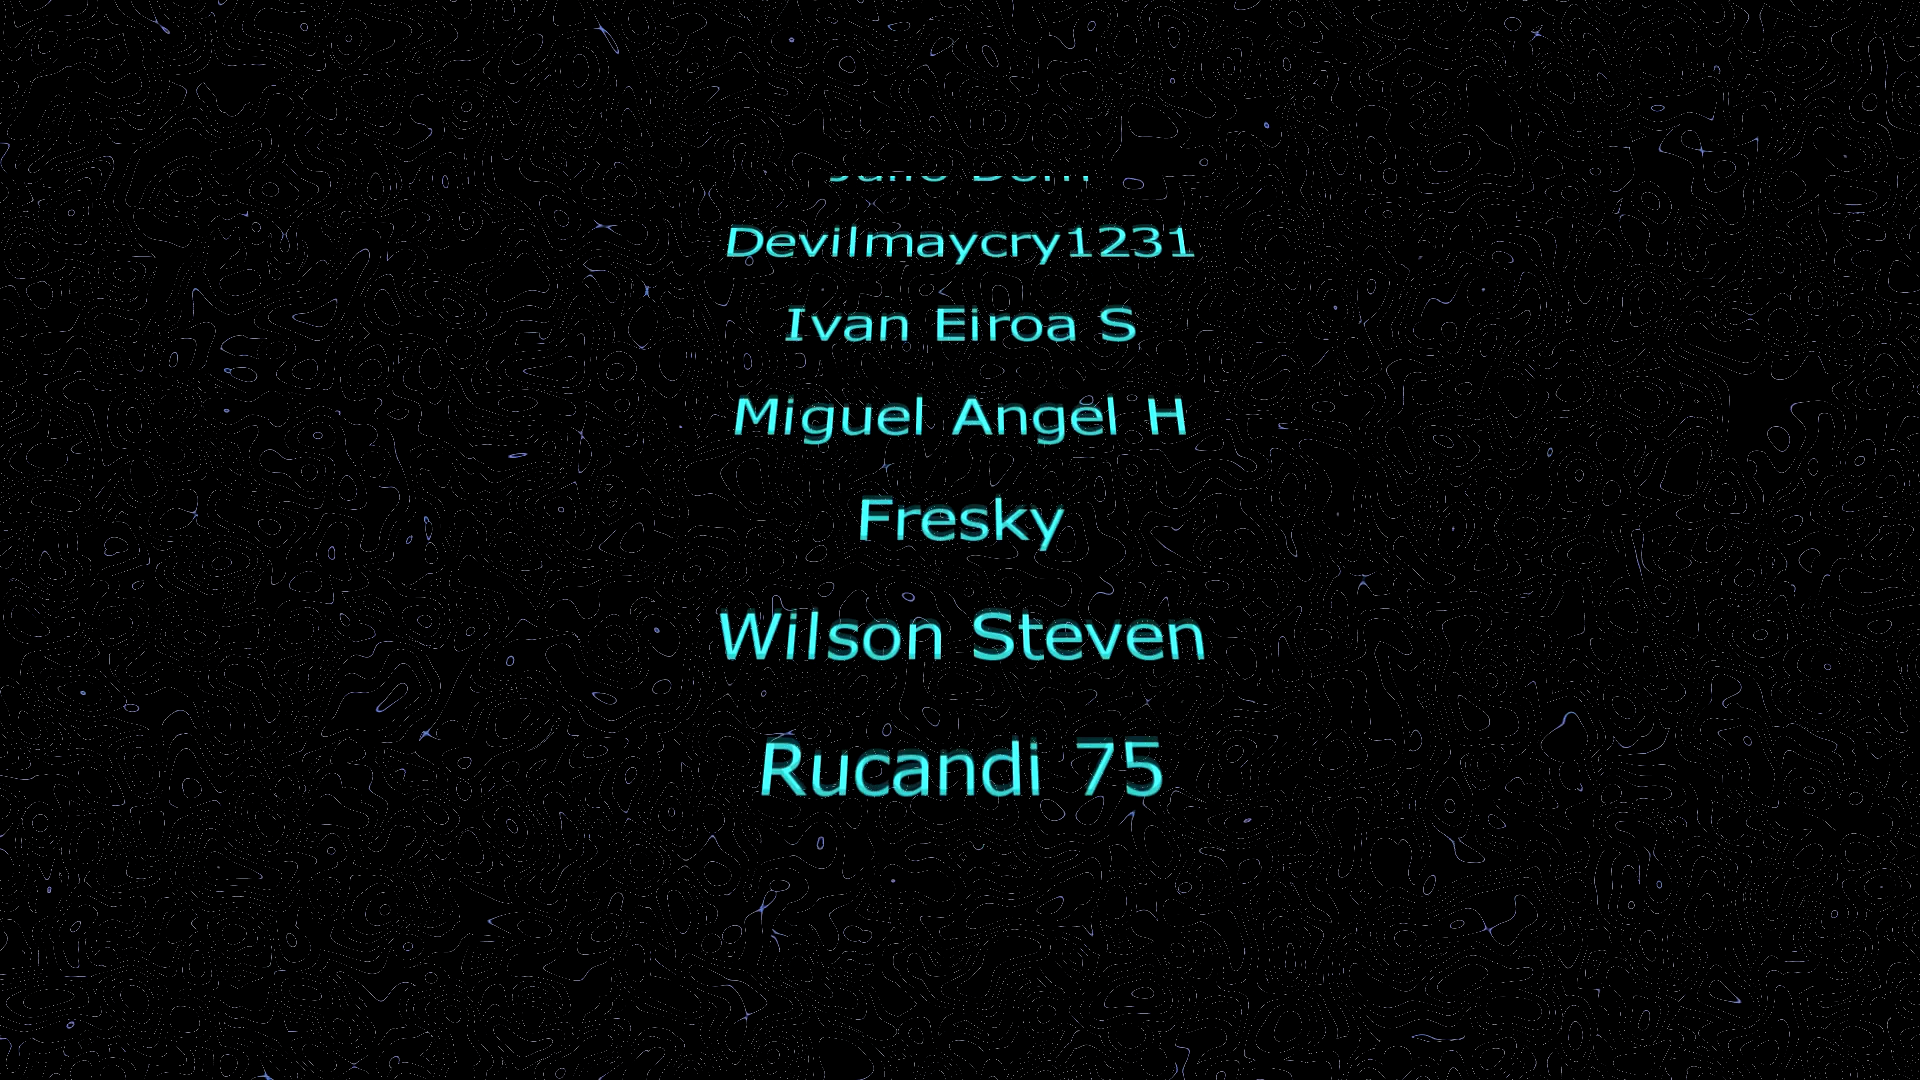 Devilmaycry1231
Ivan Eiroa S
Miguel Angel H
Fresky
Wilson Steven
Rucandi 75